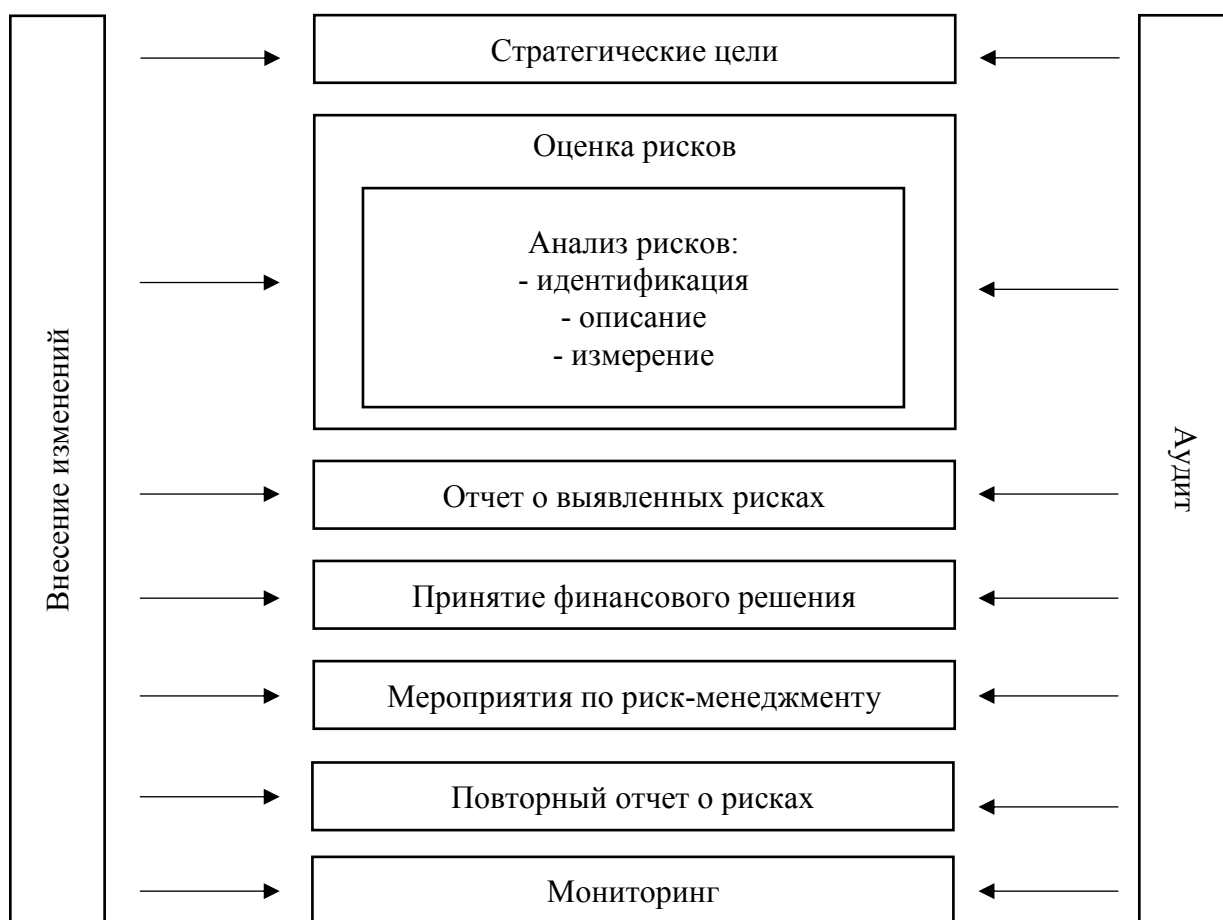 Внесение изменений
Стратегические цели
Оценка рисков
Анализ рисков:
- идентификация
- описание
- измерение
Отчет о выявленных рисках
Принятие финансового решения
Мероприятия по риск-менеджменту
Повторный отчет о рисках
Мониторинг
Аудит